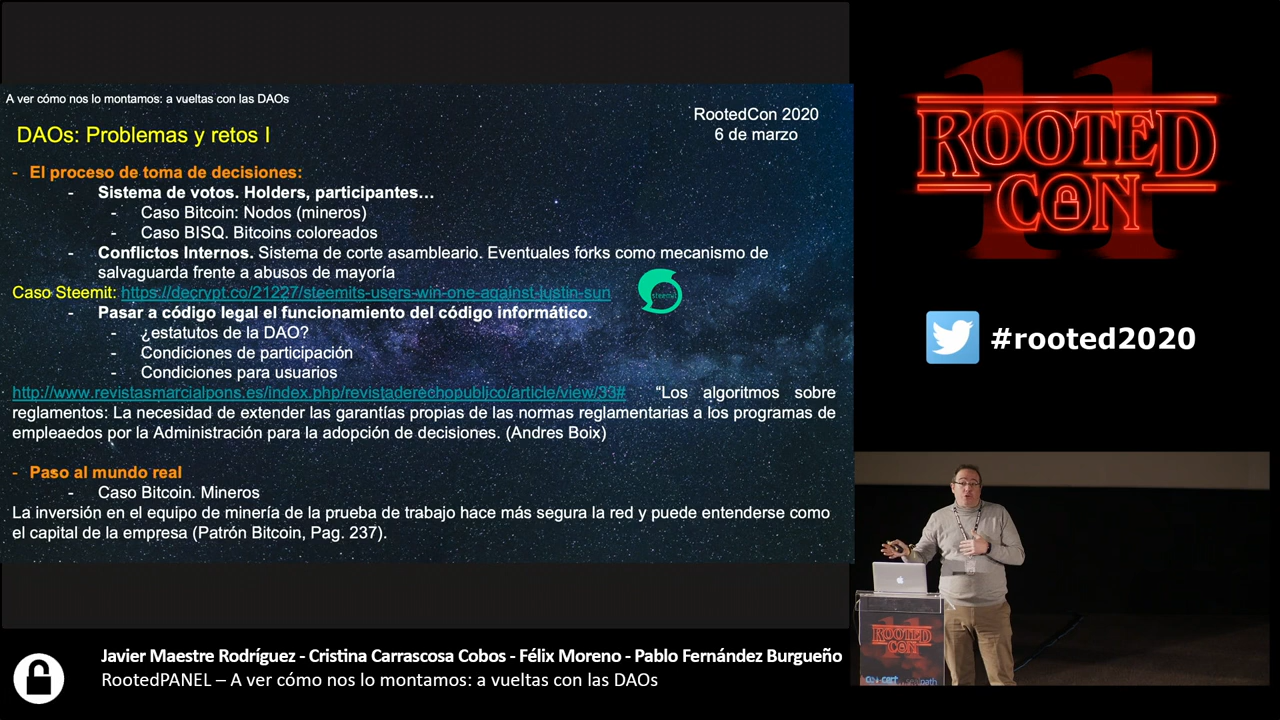 A ver cómo nos lo montamos: a vueltas con las DAOs
RootedCon 2020
6 de marzo
DAOs: Problemas y retos I
- El proceso de toma de decisiones:
- Sistema de votos. Holders, participantes…
- Caso Bitcoin: Nodos (mineros)
- Caso BISQ. Bitcoins coloreados
- Conflictos Internos. Sistema de corte asambleario. Eventuales forks como mecanismo de
salvaguarda frente a abusos de mayoría
Caso Steemit: https://decrypt.co/21227/steemits-users-win-one-against-justin-sun
steemit
- Pasar a código legal el funcionamiento del código informático.
- ¿estatutos de la DAO?
- Condiciones de participación
- Condiciones para usuarios
http://www.revistasmarcialpons.es/index.php/revistaderechopublico/article/view/33# “Los algoritmos sobre
reglamentos: La necesidad de extender las garantías propias de las normas reglamentarias a los programas de
empleaedos por la Administración para la adopción de decisiones. (Andres Boix)
- Paso al mundo real
- Caso Bitcoin. Mineros
La inversión en el equipo de minería de la prueba de trabajo hace más segura la red y puede entenderse como
el capital de la empresa (Patrón Bitcoin, Pag. 237).
11
ROOTED
CON
#rooted2020
ROOTED
CON
Javier Maestre Rodríguez - Cristina Carrascosa Cobos - Félix Moreno - Pablo Fernández Burgueño
RootedPANEL – A ver cómo nos lo montamos: a vueltas con las DAOs